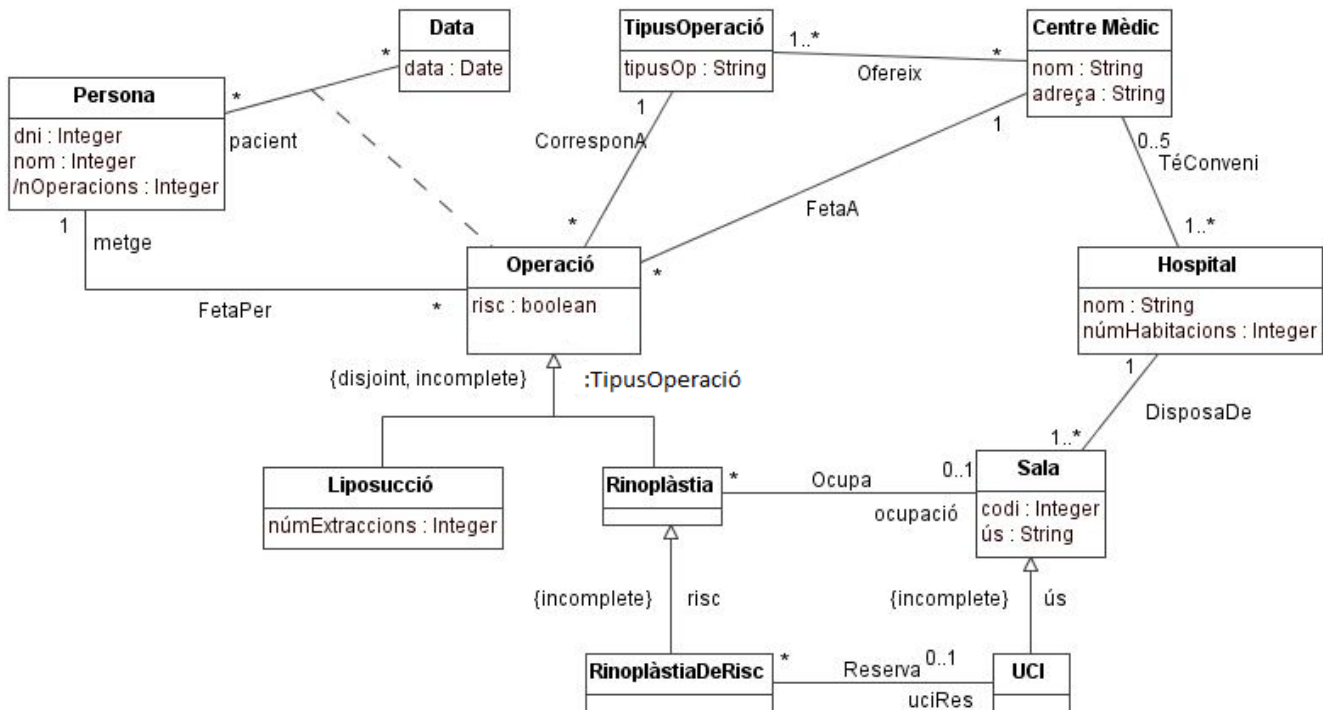 Data
data : Date
TipusOperació
tipusOp : String
Centre Mèdic
nom : String
adreça : String
Persona
dni : Integer
nom : Integer
/nOperacions : Integer
*
*
pacient
1..*
*
Ofereix
1
CorresponA
*
1
FetaA
*
0..5
TéConveni
1..*
1
metge
FetaPer
*
Operació
risc : boolean
Hospital
nom : String
númHabitacions : Integer
{disjoint, incomplete}
:TipusOperació
1
DisposaDe
1..*
Liposucció
númExtraccions : Integer
Rinoplàstia
*
Ocupa
0..1
ocupació
Sala
codi : Integer
ús : String
{incomplete}
risc
{incomplete}
ús
RinoplàstiaDeRisc
*
Reserva
0..1
uciRes
UCI